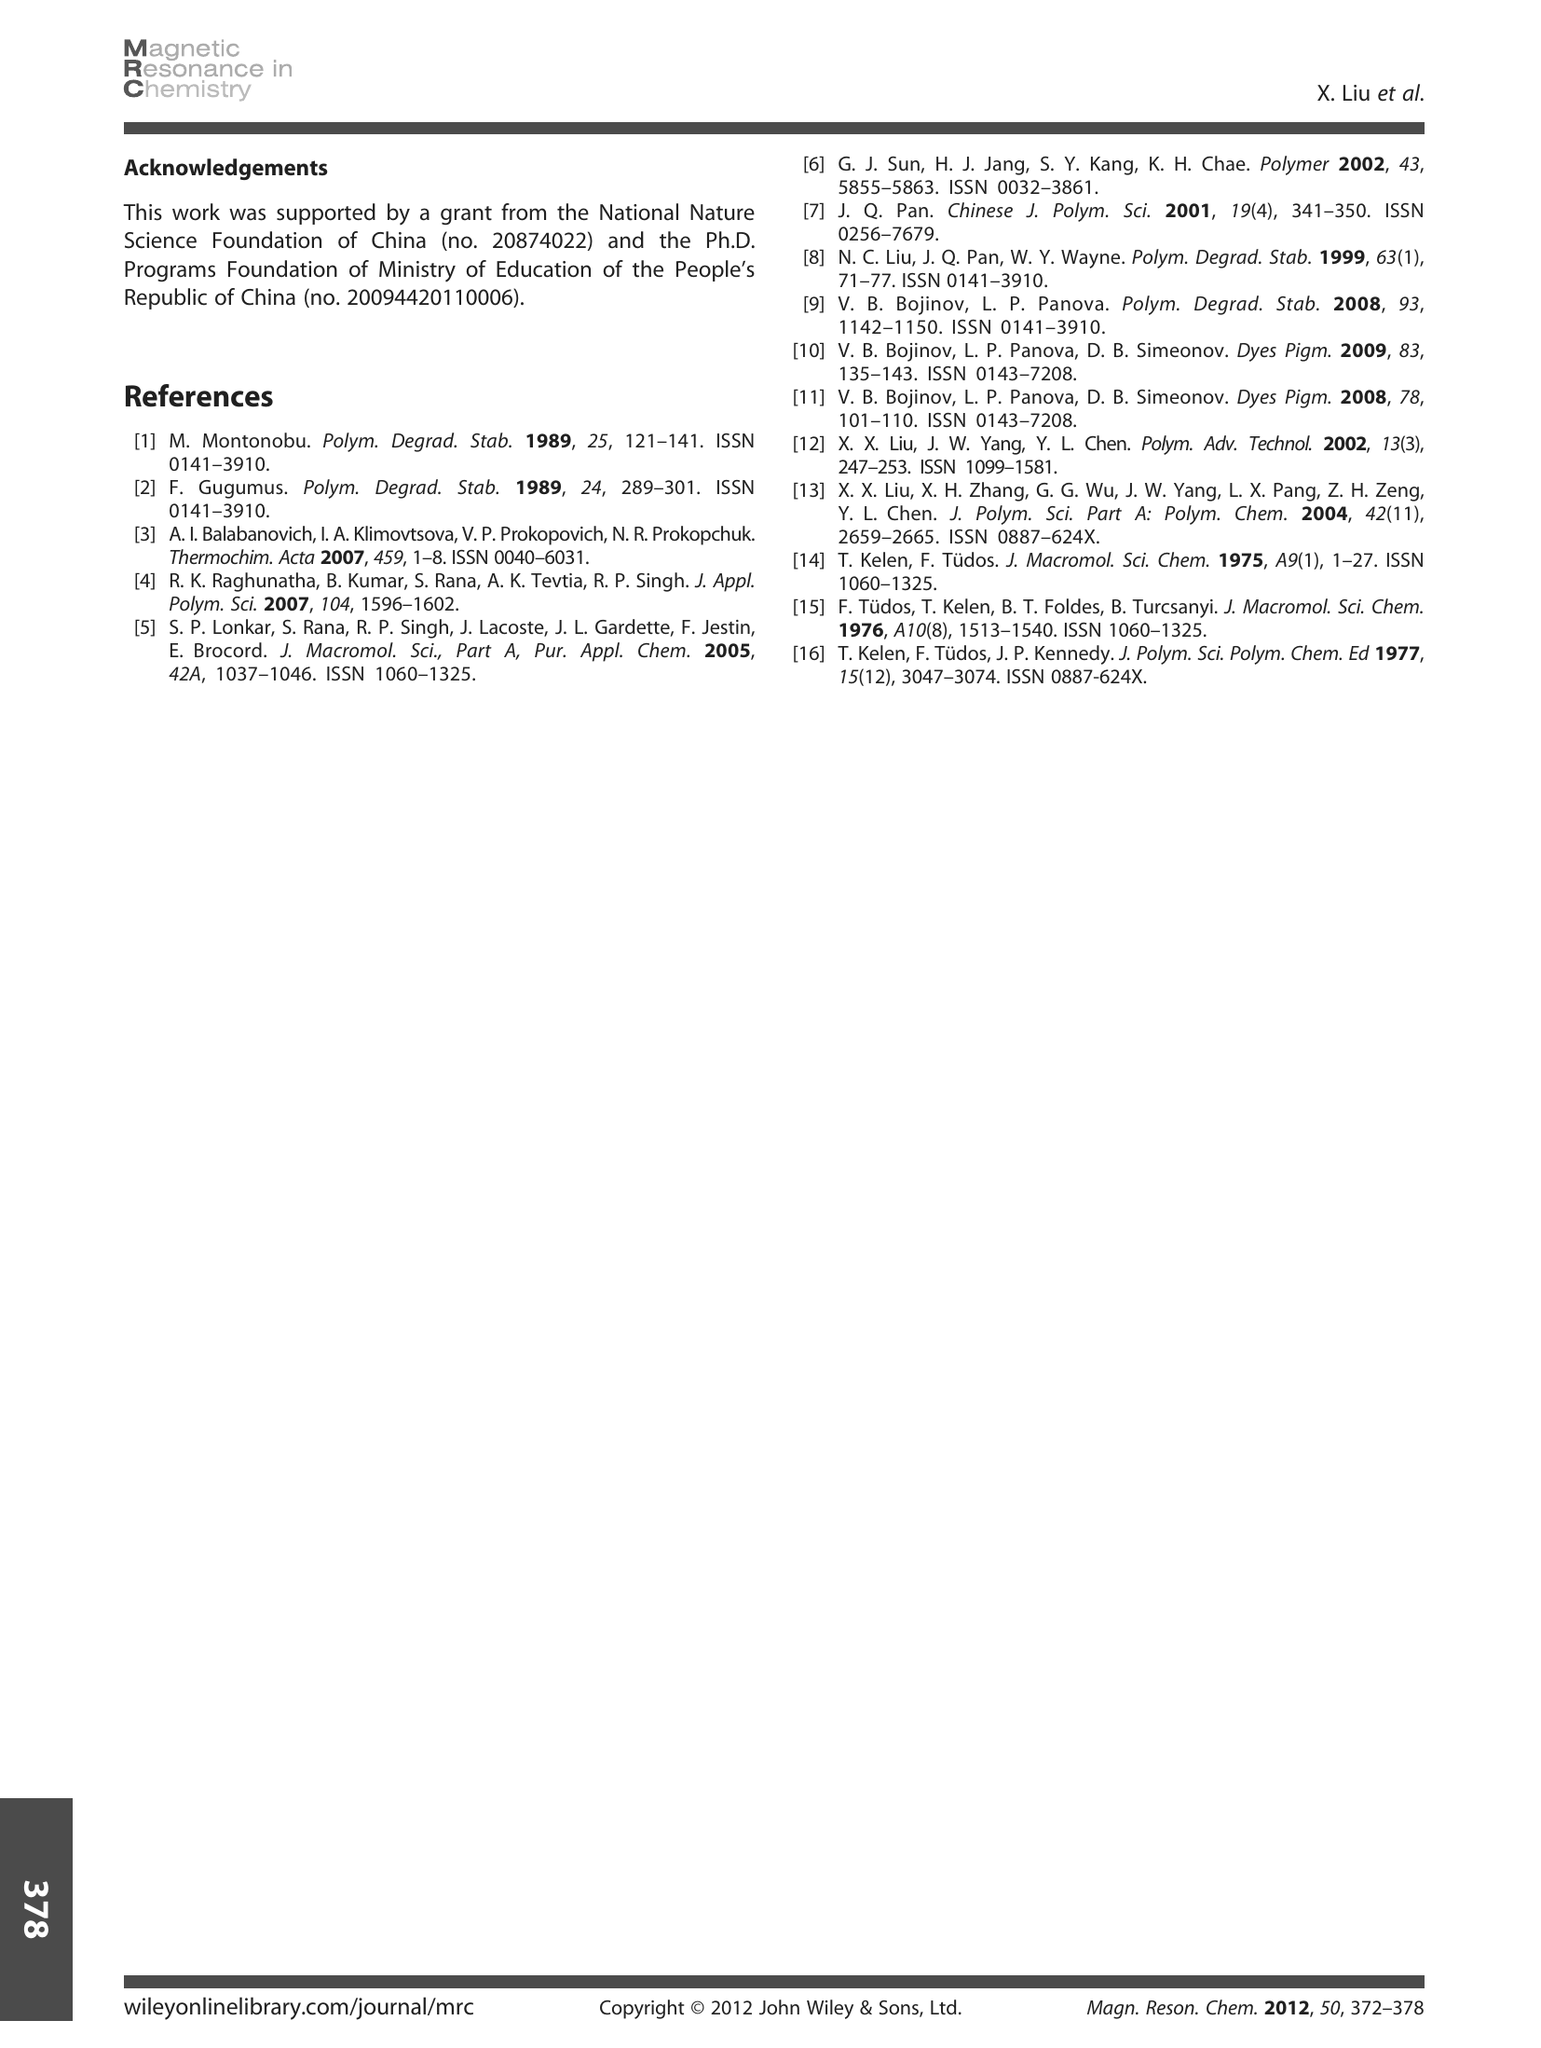 Magnetic
Resonance in
Chemistry
X. Liu et al.
Acknowledgements
This work was supported by a grant from the National Nature
Science Foundation of China (no. 20874022) and the Ph.D.
Programs Foundation of Ministry of Education of the People’s
Republic of China (no. 20094420110006).
References
[1] M. Montonobu. Polym. Degrad. Stab. 1989, 25, 121–141. ISSN
0141–3910.
[2] F. Gugumus. Polym. Degrad. Stab. 1989, 24, 289–301. ISSN
0141–3910.
[3] A. I. Balabanovich, I. A. Klimovtsova, V. P. Prokopovich, N. R. Prokopchuk.
Thermochim. Acta 2007, 459, 1–8. ISSN 0040–6031.
[4] R. K. Raghunatha, B. Kumar, S. Rana, A. K. Tevtia, R. P. Singh. J. Appl.
Polym. Sci. 2007, 104, 1596–1602.
[5] S. P. Lonkar, S. Rana, R. P. Singh, J. Lacoste, J. L. Gardette, F. Jestin,
E. Brocord. J. Macromol. Sci., Part A, Pur. Appl. Chem. 2005,
42A, 1037–1046. ISSN 1060–1325.
[6] G. J. Sun, H. J. Jang, S. Y. Kang, K. H. Chae. Polymer 2002, 43,
5855–5863. ISSN 0032–3861.
[7] J. Q. Pan. Chinese J. Polym. Sci. 2001, 19(4), 341–350. ISSN
0256–7679.
[8] N. C. Liu, J. Q. Pan, W. Y. Wayne. Polym. Degrad. Stab. 1999, 63(1),
71–77. ISSN 0141–3910.
[9] V. B. Bojinov, L. P. Panova. Polym. Degrad. Stab. 2008, 93,
1142–1150. ISSN 0141–3910.
[10] V. B. Bojinov, L. P. Panova, D. B. Simeonov. Dyes Pigm. 2009, 83,
135–143. ISSN 0143–7208.
[11] V. B. Bojinov, L. P. Panova, D. B. Simeonov. Dyes Pigm. 2008, 78,
101–110. ISSN 0143–7208.
[12] X. X. Liu, J. W. Yang, Y. L. Chen. Polym. Adv. Technol. 2002, 13(3),
247–253. ISSN 1099–1581.
[13] X. X. Liu, X. H. Zhang, G. G. Wu, J. W. Yang, L. X. Pang, Z. H. Zeng,
Y. L. Chen. J. Polym. Sci. Part A: Polym. Chem. 2004, 42(11),
2659–2665. ISSN 0887–624X.
[14] T. Kelen, F. Tüdos. J. Macromol. Sci. Chem. 1975, A9(1), 1–27. ISSN
1060–1325.
[15] F. Tüdos, T. Kelen, B. T. Foldes, B. Turcsanyi. J. Macromol. Sci. Chem.
1976, A10(8), 1513–1540. ISSN 1060–1325.
[16] T. Kelen, F. Tüdos, J. P. Kennedy. J. Polym. Sci. Polym. Chem. Ed 1977,
15(12), 3047–3074. ISSN 0887-624X.
378
wileyonlinelibrary.com/journal/mrc
Copyright © 2012 John Wiley & Sons, Ltd.
Magn. Reson. Chem. 2012, 50, 372–378